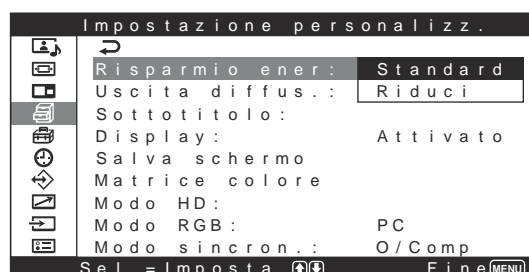 Impostazione personalizz.
Risparmio ener: Standard
Uscita diffus.: Riduci
Sottotitolo:
Display: Attivato
Salva schermo
Matrice colore
Modo HD:
Modo RGB: PC
Modo sincron.: O/Comp
Sel.=Imposta Fine MENU